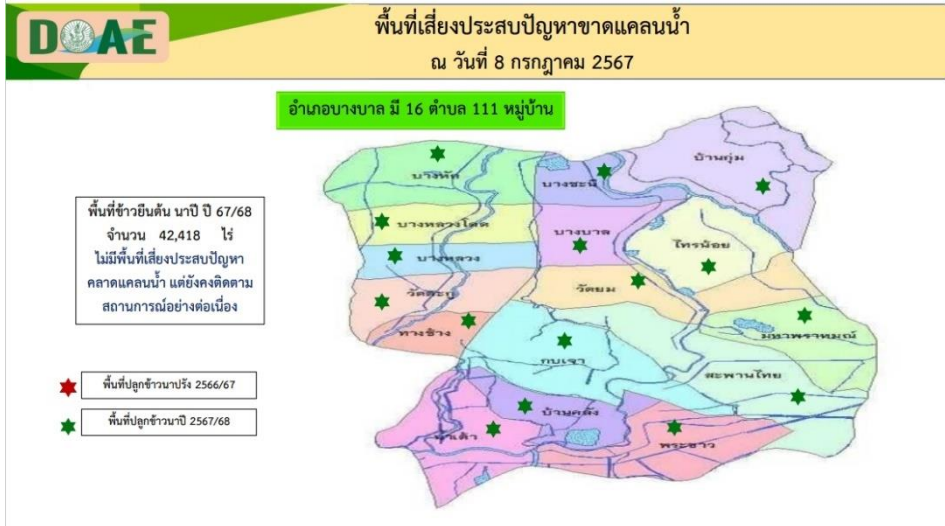 DOAE
พื้นที่เสี่ยงประสบปัญหาขาดแคลนน้ำ
ณ วันที่ 8 กรกฎาคม 2567
อำเภอบางบาล มี 16 ตำบล 111 หมู่บ้าน
พื้นที่ข้าวยืนต้น นาปี ปี 67/68
จำนวน 42,418 ไร่
ไม่มีพื้นที่เสี่ยงประสบปัญหา
คลาดแคลนน้ำ แต่ยังคงติดตาม
สถานการณ์อย่างต่อเนื่อง
พื้นที่ปลูกข้าวนาปรัง 2566/67
พื้นที่ปลูกข้าวนาปี 2567/68
บ้านกุ่ม
บางหัก
บางชะนี
บางหลวงโดด
บางบาล
ไทรน้อย
บางหลวง
วัดตะกู
วัดยม
ทางช้าง
มหาพราหมณ์
กบเจา
สะพานไทย
บ้านคลัง
น้ำเต้า
พระขาว